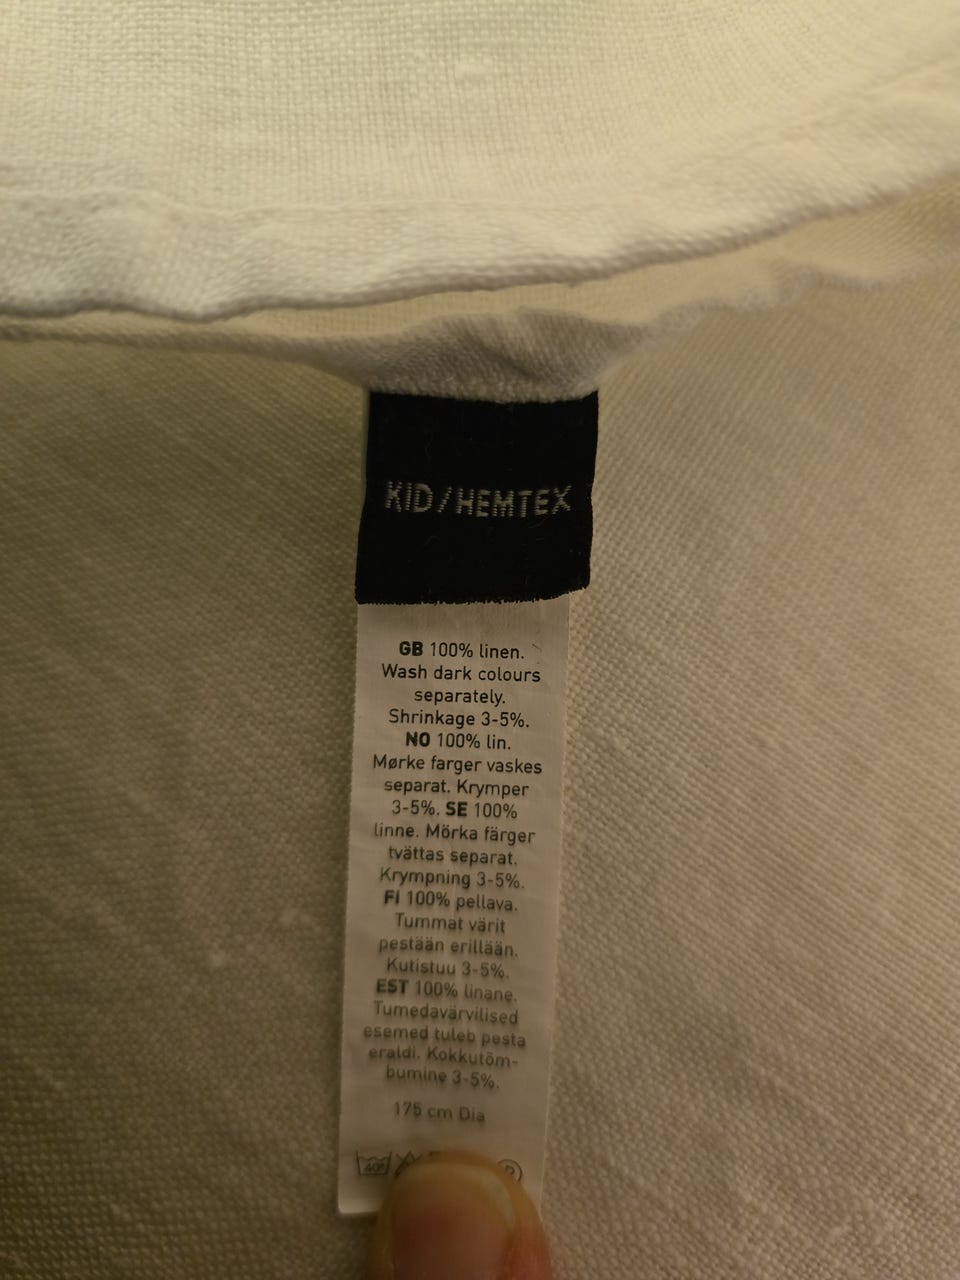 KID/HEMTEX
GB 100% linen.
Wash dark colours
separately.
Shrinkage 3-5%.
NO 100% lin.
Mørke farger vaskes
separat. Krymper
3-5%. SE 100%
linne. Mörka färger
tvättas separat.
Krympning 3-5%.
FI 100% pellava.
Tummat värit
pestään erillään.
Kutistuu 3-5%.
EST 100% linane.
Tumedavärvilised
esemed tuleb pesta
eraldi. Kokkutõm-
bumine 3-5%.
175 cm Dia
40° P